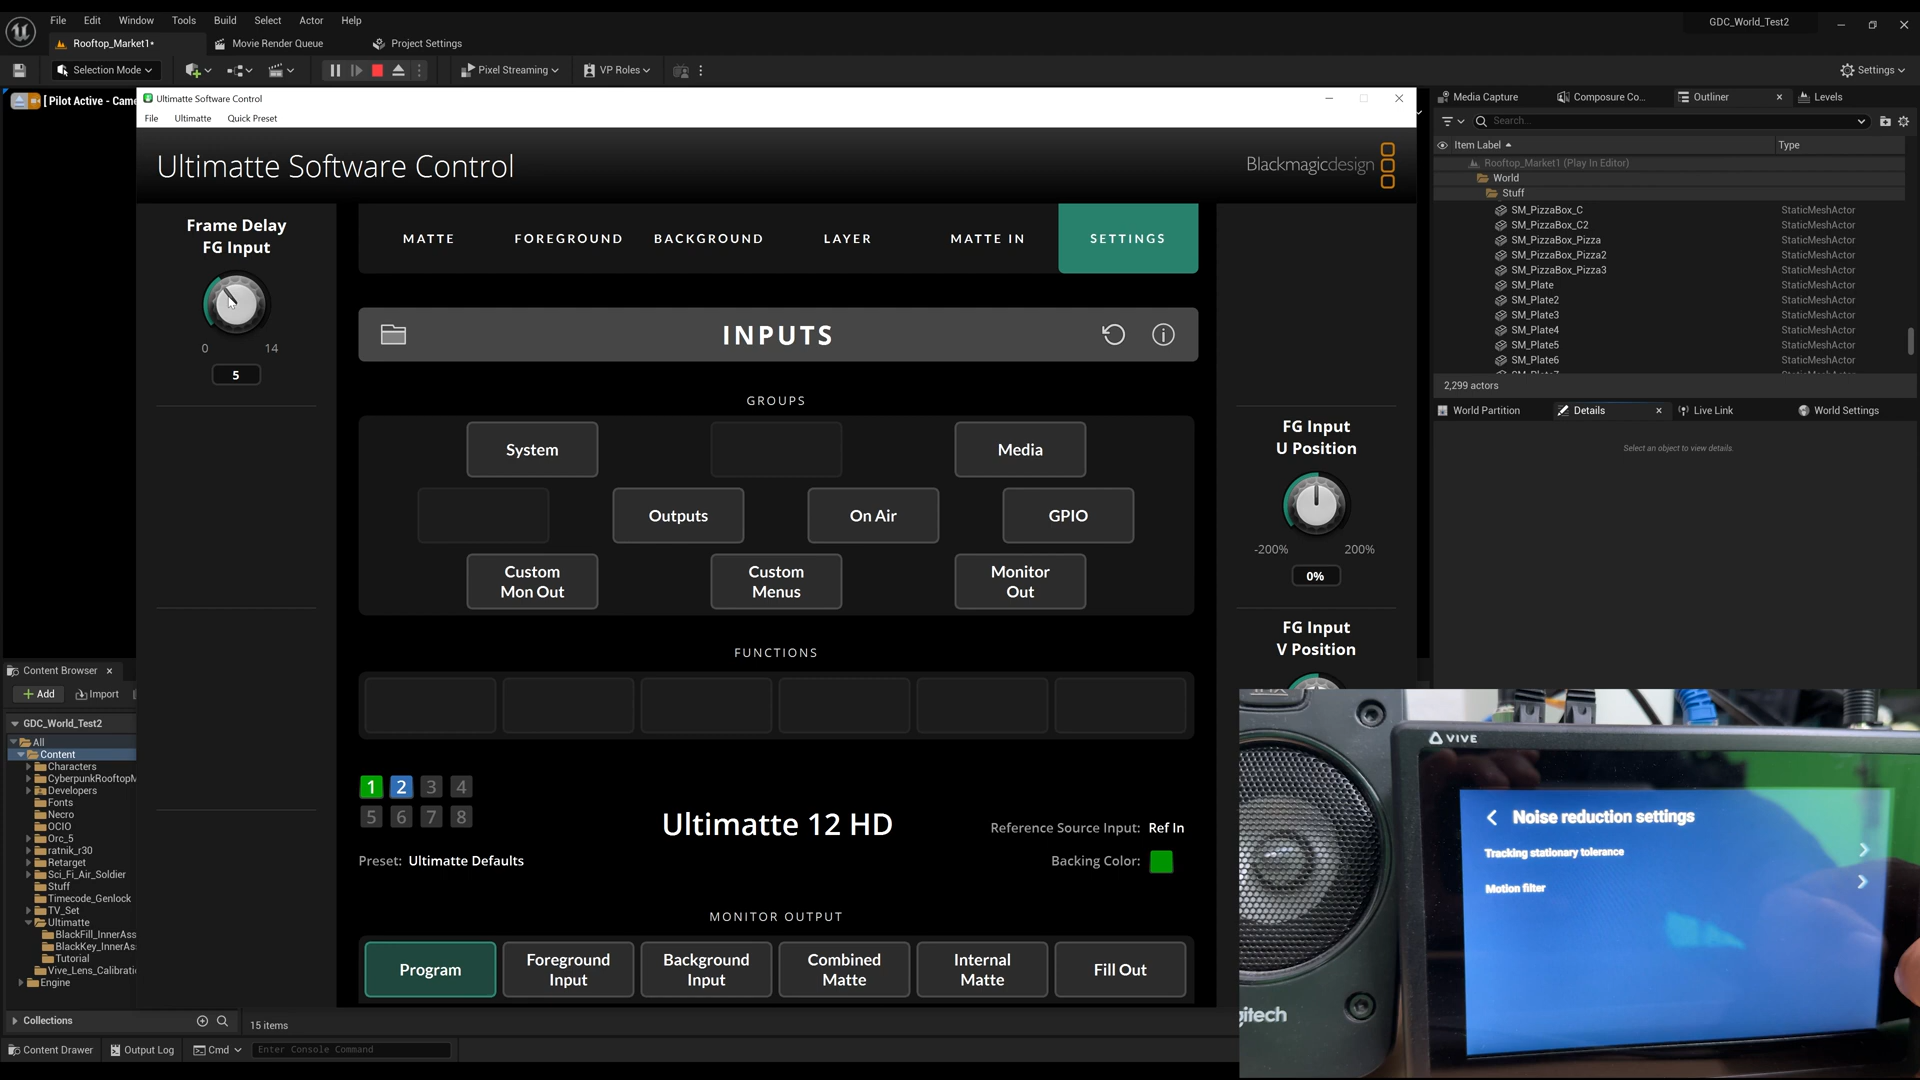 File Edit Window Tools Build Select Actor Help
GDC_World_Test2
Rooftop_Market1•
Movie Render Queue
Project Settings
Selection Mode
Pixel Streaming
VP Roles
Settings
[ Pilot Active - Came
Ultimatte Software Control
File Ultimatte Quick Preset
Ultimatte Software Control
Blackmagicdesign
Frame Delay
FG Input
0 14
5
MATTE FOREGROUND BACKGROUND LAYER MATTE IN SETTINGS
INPUTS
GROUPS
System
Media
Outputs
On Air
GPIO
Custom
Mon Out
Custom
Menus
Monitor
Out
FUNCTIONS
1 2 3 4
5 6 7 8
Ultimatte 12 HD
Reference Source Input: Ref In
Preset: Ultimatte Defaults
Backing Color:
MONITOR OUTPUT
Program
Foreground
Input
Background
Input
Combined
Matte
Internal
Matte
Fill Out
FG Input
U Position
-200% 200%
0%
FG Input
V Position
Media Capture
Composure Co...
Outliner
Levels
Search...
Item Label Type
Rooftop_Market1 (Play In Editor)
World
Stuff
SM_PizzaBox_C StaticMeshActor
SM_PizzaBox_C2 StaticMeshActor
SM_PizzaBox_Pizza StaticMeshActor
SM_PizzaBox_Pizza2 StaticMeshActor
SM_PizzaBox_Pizza3 StaticMeshActor
SM_Plate StaticMeshActor
SM_Plate2 StaticMeshActor
SM_Plate3 StaticMeshActor
SM_Plate4 StaticMeshActor
SM_Plate5 StaticMeshActor
SM_Plate6 StaticMeshActor
2,299 actors
World Partition
Details
Live Link
World Settings
Select an object to view details.
Content Browser
Add
Import
GDC_World_Test2
All
Content
Characters
CyberpunkRooftopM
Developers
Fonts
Necro
OCIO
Orc_5
ratnik_r30
Retarget
Sci_Fi_Air_Soldier
Stuff
Timecode_Genlock
TV_Set
Ultimatte
BlackFill_InnerAss
BlackKey_InnerAs
Tutorial
Vive_Lens_Calibrati
Engine
Collections
15 items
Content Drawer
Output Log
Cmd
Enter Console Command
VIVE
Noise reduction settings
Tracking stationary tolerance
Motion filter
gitech